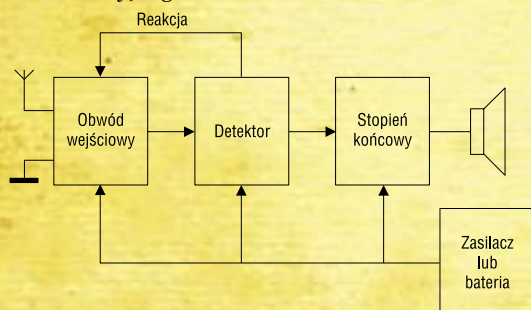 Reakcja
Obwód
wejściowy
Detektor
Stopień
końcowy
Zasilacz
lub
bateria